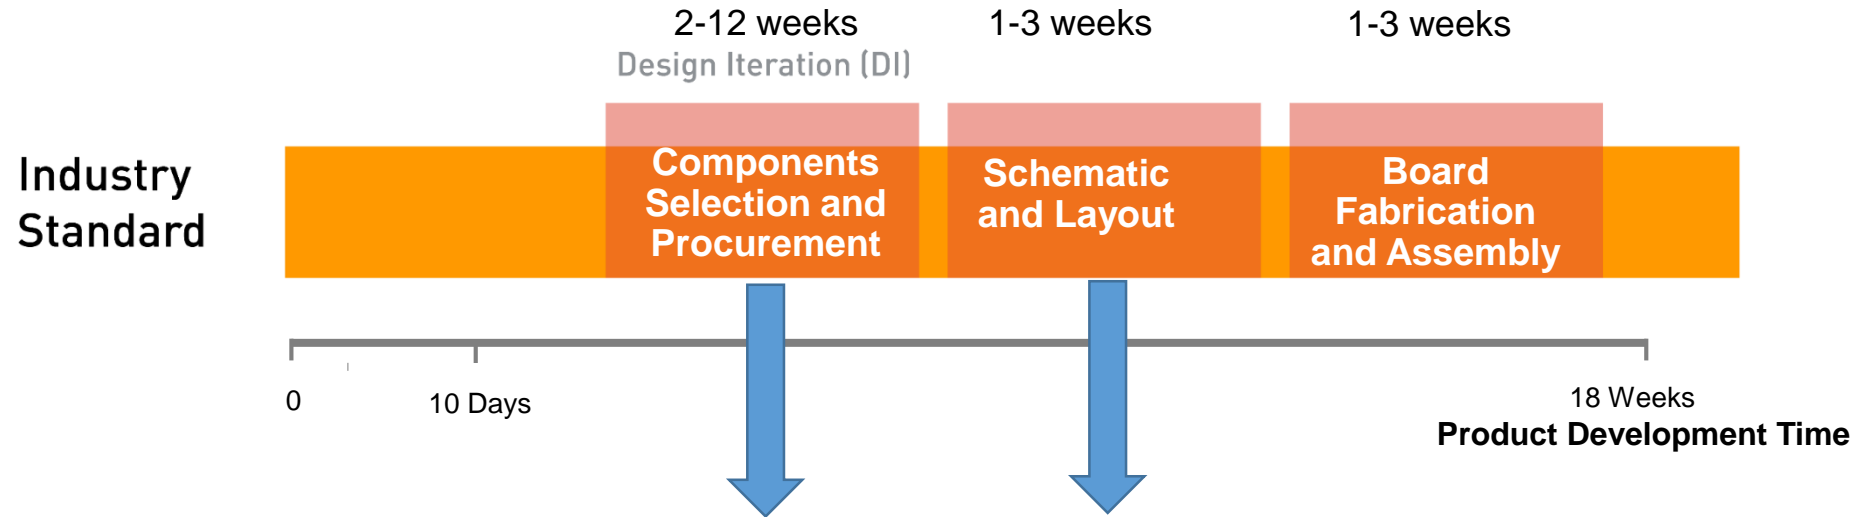 2-12 weeks
1-3 weeks
1-3 weeks
Design Iteration (DI)
Industry
Standard
Components
Selection and
Procurement
Schematic
and Layout
Board
Fabrication
and Assembly
0
10 Days
18 Weeks
Product Development Time